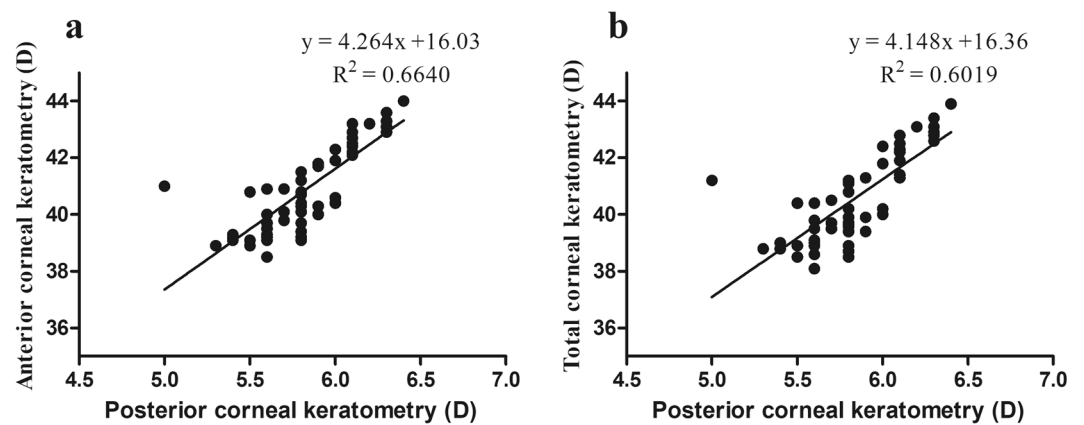 a
y = 4.264x +16.03
R² = 0.6640
Anterior corneal keratometry (D)
44
42
40
38
36
4.5 5.0 5.5 6.0 6.5 7.0
Posterior corneal keratometry (D)
b
y = 4.148x +16.36
R² = 0.6019
Total corneal keratometry (D)
44
42
40
38
36
4.5 5.0 5.5 6.0 6.5 7.0
Posterior corneal keratometry (D)